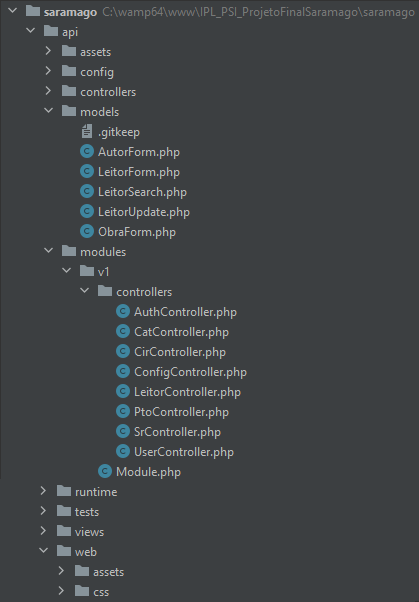 saramago C:\wamp64\www\IPL_PSI_ProjetoFinalSaramago\saramago
api
assets
config
controllers
models
.gitkeep
AutorForm.php
LeitorForm.php
LeitorSearch.php
LeitorUpdate.php
ObraForm.php
modules
v1
controllers
AuthController.php
CatController.php
CirController.php
ConfigController.php
LeitorController.php
PtoController.php
SrController.php
UserController.php
Module.php
runtime
tests
views
web
assets
css